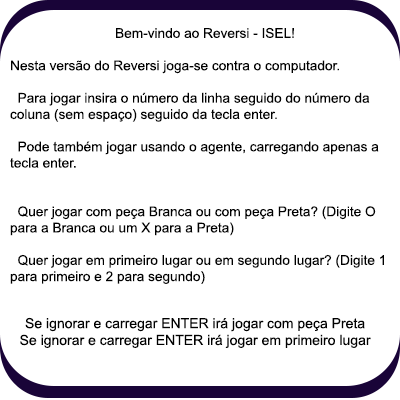 Bem-vindo ao Reversi - ISEL!
Nesta versão do Reversi joga-se contra o computador.
Para jogar insira o número da linha seguido do número da
coluna (sem espaço) seguido da tecla enter.
Pode também jogar usando o agente, carregando apenas a
tecla enter.
Quer jogar com peça Branca ou com peça Preta? (Digite O
para a Branca ou um X para a Preta)
Quer jogar em primeiro lugar ou em segundo lugar? (Digite 1
para primeiro e 2 para segundo)
Se ignorar e carregar ENTER irá jogar com peça Preta
Se ignorar e carregar ENTER irá jogar em primeiro lugar